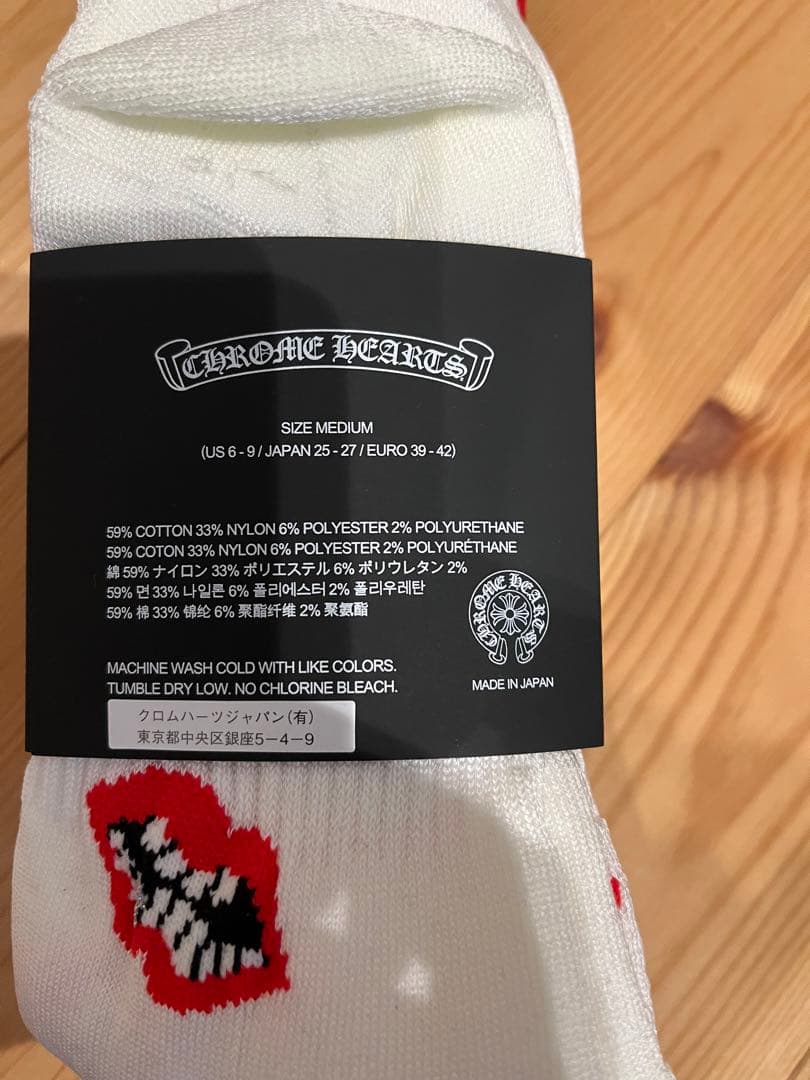 CHROME HEARTS
SIZE MEDIUM
(US 6 - 9 / JAPAN 25 - 27 / EURO 39 - 42)
59% COTTON 33% NYLON 6% POLYESTER 2% POLYURETHANE
59% COTON 33% NYLON 6% POLYESTER 2% POLYURÉTHANE
綿 59% ナイロン 33% ポリエステル 6% ポリウレタン 2%
59% 면 33% 나일론 6% 폴리에스터 2% 폴리우레탄
59% 棉 33% 锦纶 6% 聚酯纤维 2% 聚氨酯
CHROME HEARTS
MACHINE WASH COLD WITH LIKE COLORS.
TUMBLE DRY LOW. NO CHLORINE BLEACH.
MADE IN JAPAN
クロムハーツジャパン(有)
東京都中央区銀座5－4－9